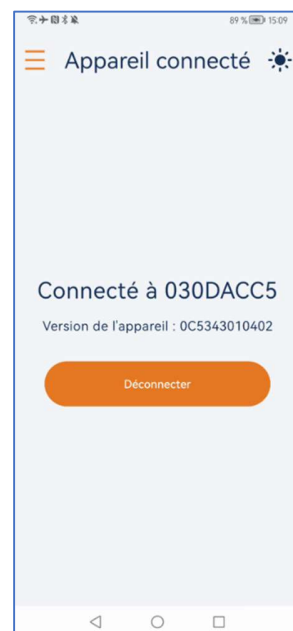 89 % 15:09
Appareil connecté
Connecté à 030DACC5
Version de l'appareil : 0C5343010402
Déconnecter